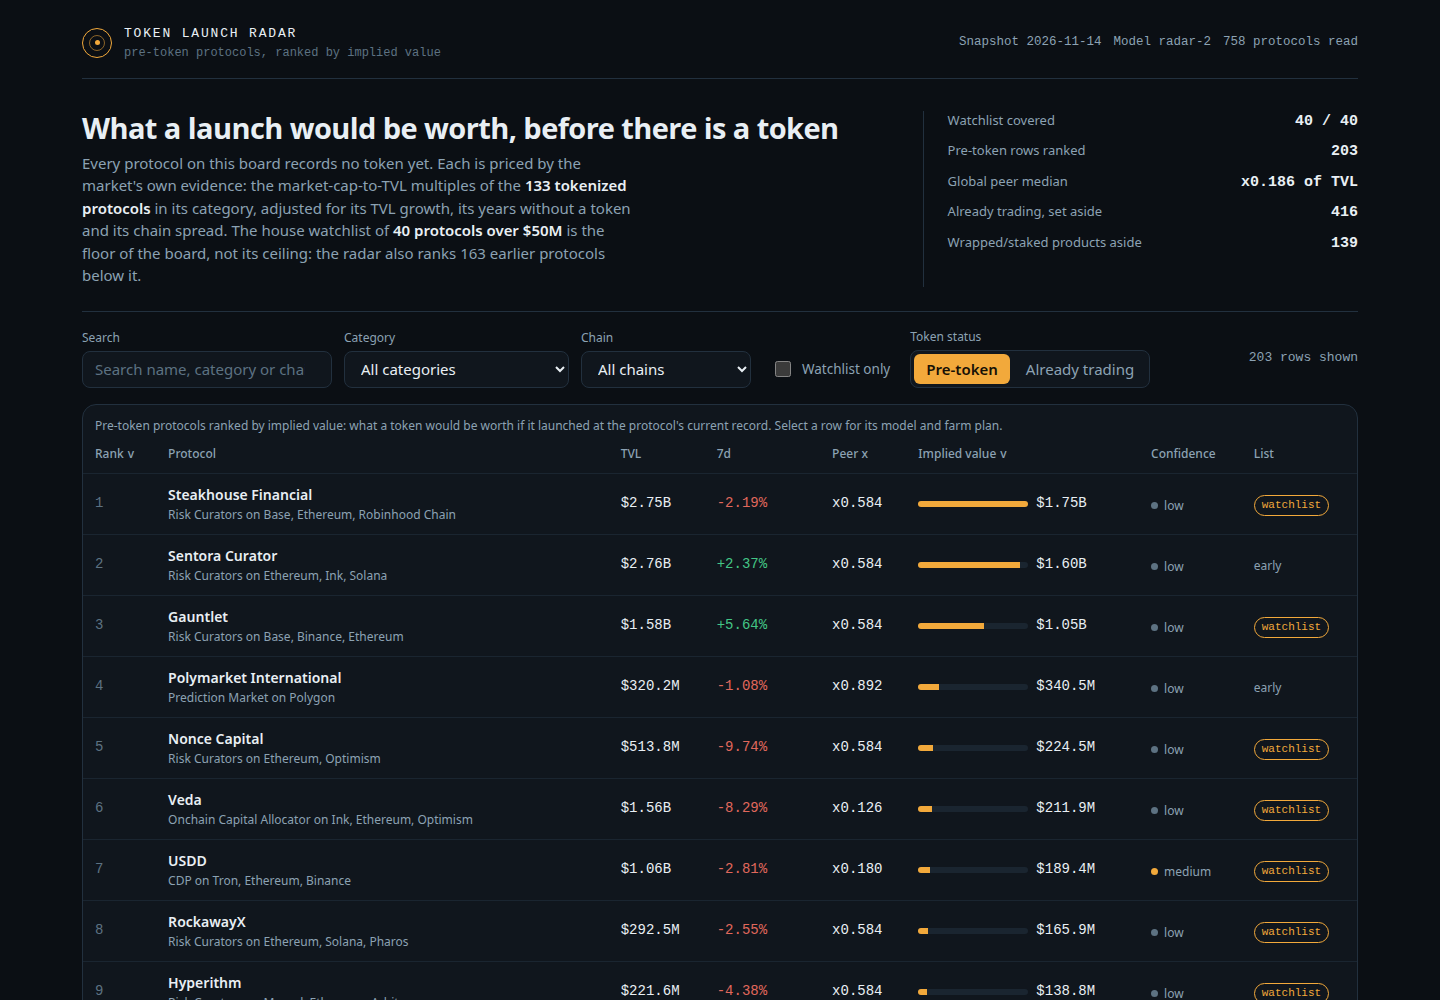 TOKEN LAUNCH RADAR
pre-token protocols, ranked by implied value
Snapshot 2026-11-14 Model radar-2 758 protocols read
What a launch would be worth, before there is a token
Every protocol on this board records no token yet. Each is priced by the
market's own evidence: the market-cap-to-TVL multiples of the 133 tokenized
protocols in its category, adjusted for its TVL growth, its years without a token
and its chain spread. The house watchlist of 40 protocols over $50M is the
floor of the board, not its ceiling: the radar also ranks 163 earlier protocols
below it.
Watchlist covered 40 / 40
Pre-token rows ranked 203
Global peer median x0.186 of TVL
Already trading, set aside 416
Wrapped/staked products aside 139
Search Category Chain Token status
Search name, category or cha All categories All chains Watchlist only Pre-token Already trading 203 rows shown
Pre-token protocols ranked by implied value: what a token would be worth if it launched at the protocol's current record. Select a row for its model and farm plan.
Rank v Protocol TVL 7d Peer x Implied value v Confidence List
1 Steakhouse Financial $2.75B -2.19% x0.584 $1.75B low watchlist
Risk Curators on Base, Ethereum, Robinhood Chain
2 Sentora Curator $2.76B +2.37% x0.584 $1.60B low early
Risk Curators on Ethereum, Ink, Solana
3 Gauntlet $1.58B +5.64% x0.584 $1.05B low watchlist
Risk Curators on Base, Binance, Ethereum
4 Polymarket International $320.2M -1.08% x0.892 $340.5M low early
Prediction Market on Polygon
5 Nonce Capital $513.8M -9.74% x0.584 $224.5M low watchlist
Risk Curators on Ethereum, Optimism
6 Veda $1.56B -8.29% x0.126 $211.9M low watchlist
Onchain Capital Allocator on Ink, Ethereum, Optimism
7 USDD $1.06B -2.81% x0.180 $189.4M medium watchlist
CDP on Tron, Ethereum, Binance
8 RockawayX $292.5M -2.55% x0.584 $165.9M low watchlist
Risk Curators on Ethereum, Solana, Pharos
9 Hyperithm $221.6M -4.38% x0.584 $138.8M low watchlist